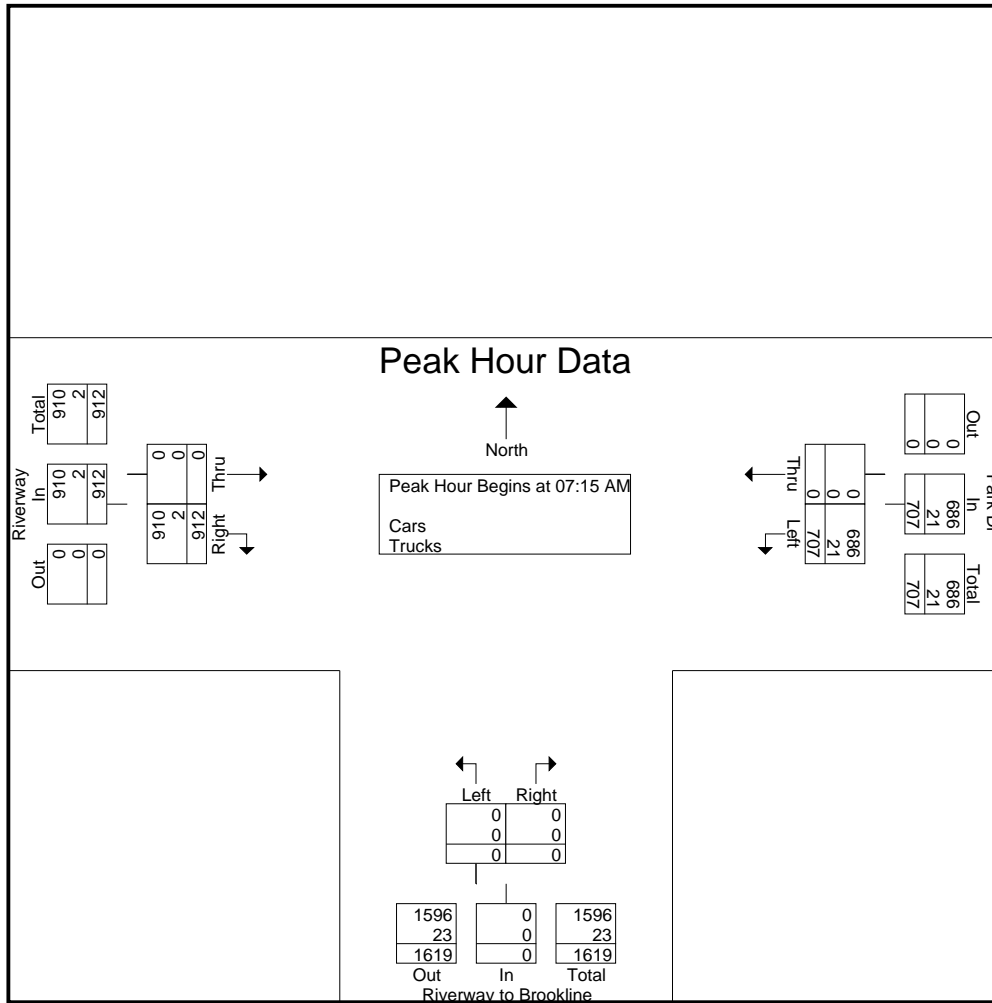 Peak Hour Data
North
Peak Hour Begins at 07:15 AM
Cars
Trucks
Riverway
Total
910
2
912
In
910
2
912
Out
0
0
0
Thru
0
0
0
Right
910
2
912
Thru
0
0
0
Left
686
21
707
Out
0
0
0
In
686
21
707
Total
686
21
707
Left Right
0 0
0 0
0 0
1596 0 1596
23 0 23
1619 0 1619
Out In Total
Riverway to Brookline